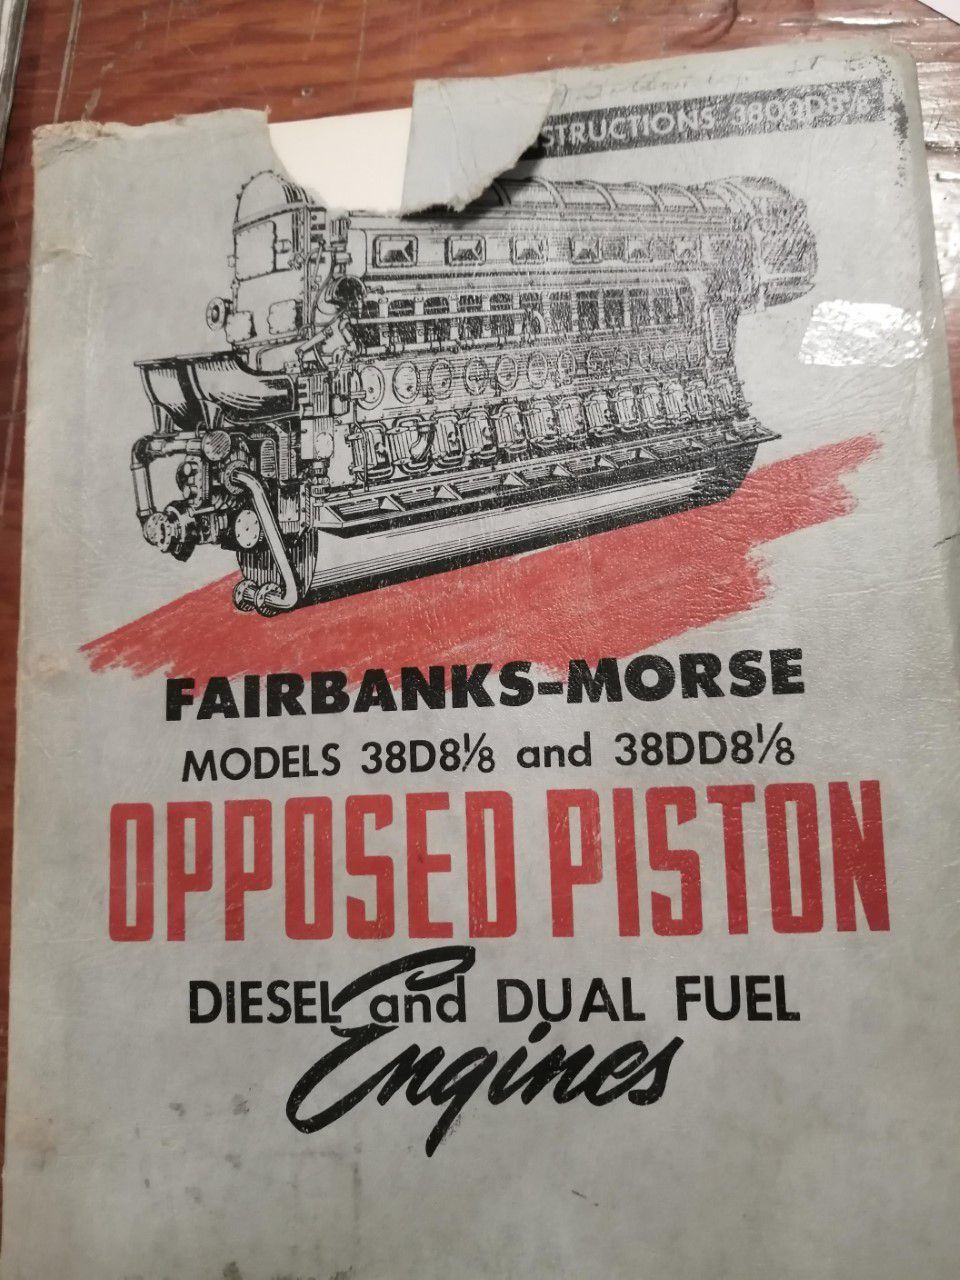 STRUCTIONS 3800D8⅛
FAIRBANKS-MORSE
MODELS 38D8⅛ and 38DD8⅛
OPPOSED PISTON
DIESEL and DUAL FUEL
Engines